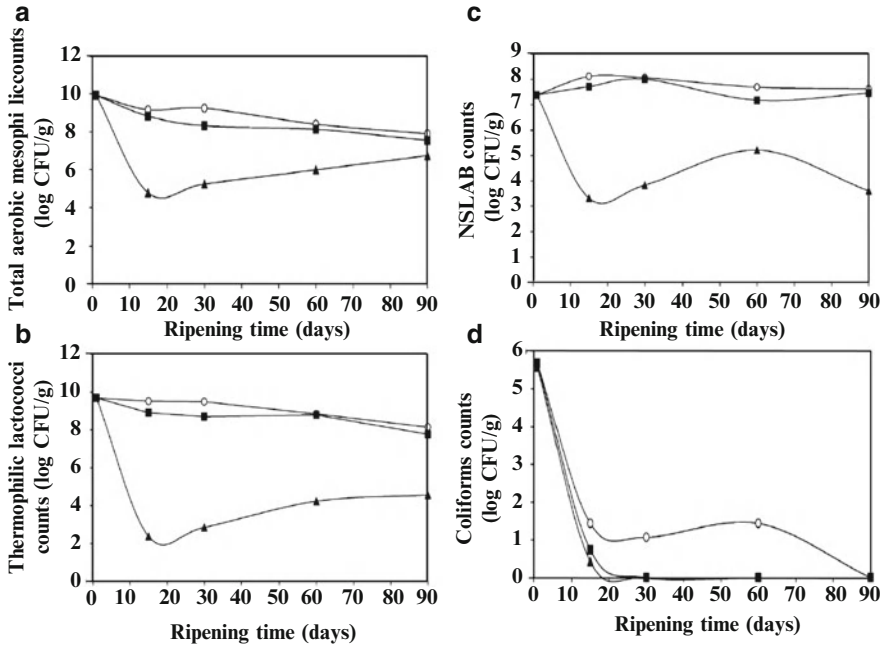 a
Total aerobic mesophi liccounts
(log CFU/g)
12
10
8
6
4
2
0
0 10 20 30 40 50 60 70 80 90
Ripening time (days)
b
Thermophilic lactococci
counts (log CFU/g)
12
10
8
6
4
2
0
0 10 20 30 40 50 60 70 80 90
Ripening time (days)
c
NSLAB counts
(log CFU/g)
9
8
7
6
5
4
3
2
1
0
0 10 20 30 40 50 60 70 80 90
Ripening time (days)
d
Coliforms counts
(log CFU/g)
6
5
4
3
2
1
0
0 10 20 30 40 50 60 70 80 90
Ripening time (days)